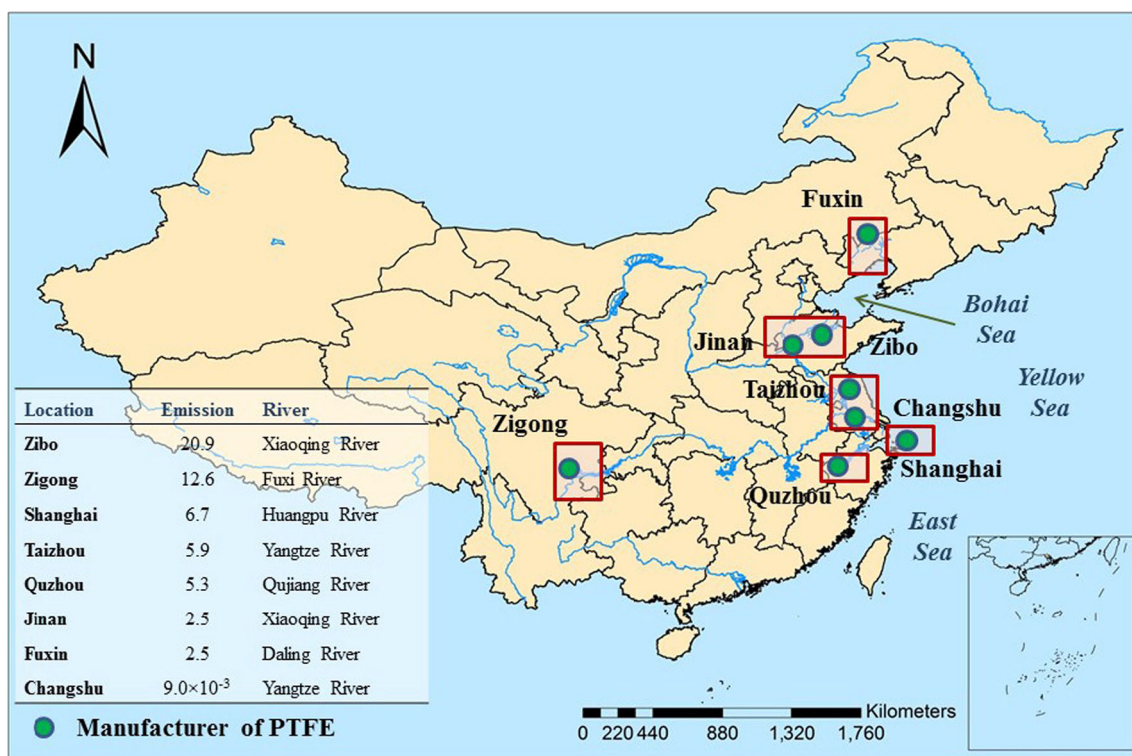 N
Fuxin
Bohai
Sea
Jinan
Zibo
Taizhou
Yellow
Sea
Changshu
Zigong
Shanghai
Quzhou
East
Sea
Location Emission River
Zibo 20.9 Xiaoqing River
Zigong 12.6 Fuxi River
Shanghai 6.7 Huangpu River
Taizhou 5.9 Yangtze River
Quzhou 5.3 Qujiang River
Jinan 2.5 Xiaoqing River
Fuxin 2.5 Daling River
Changshu 9.0×10⁻³ Yangtze River
Manufacturer of PTFE
Kilometers
0 220 440 880 1,320 1,760